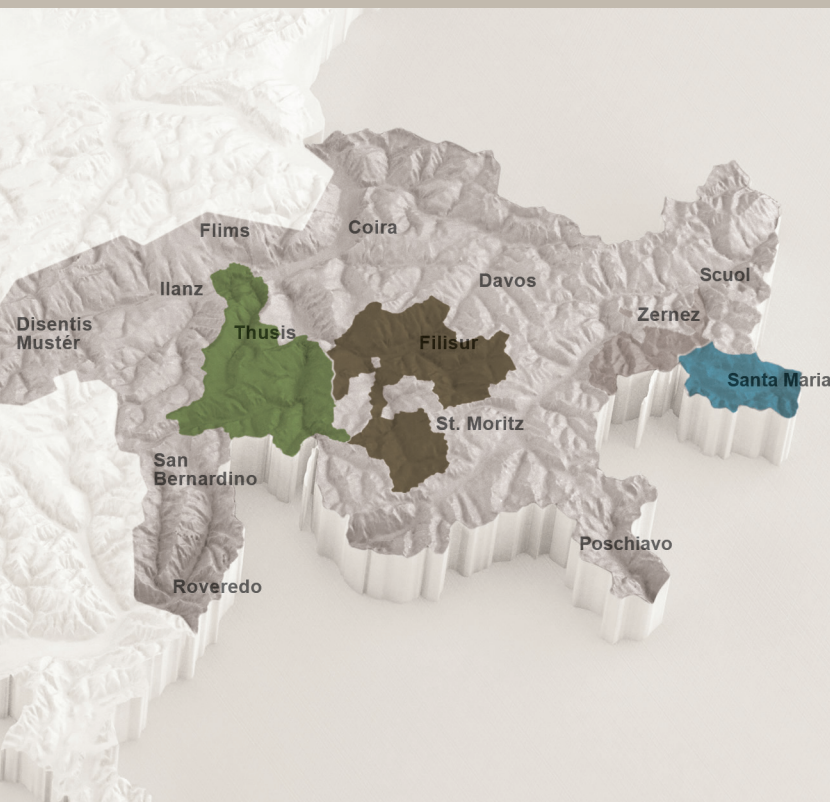 Flims
Coira
Davos
Scuol
Ilanz
Zernez
Disentis
Mustér
Thusis
Filisur
Santa Maria
St. Moritz
San
Bernardino
Poschiavo
Roveredo